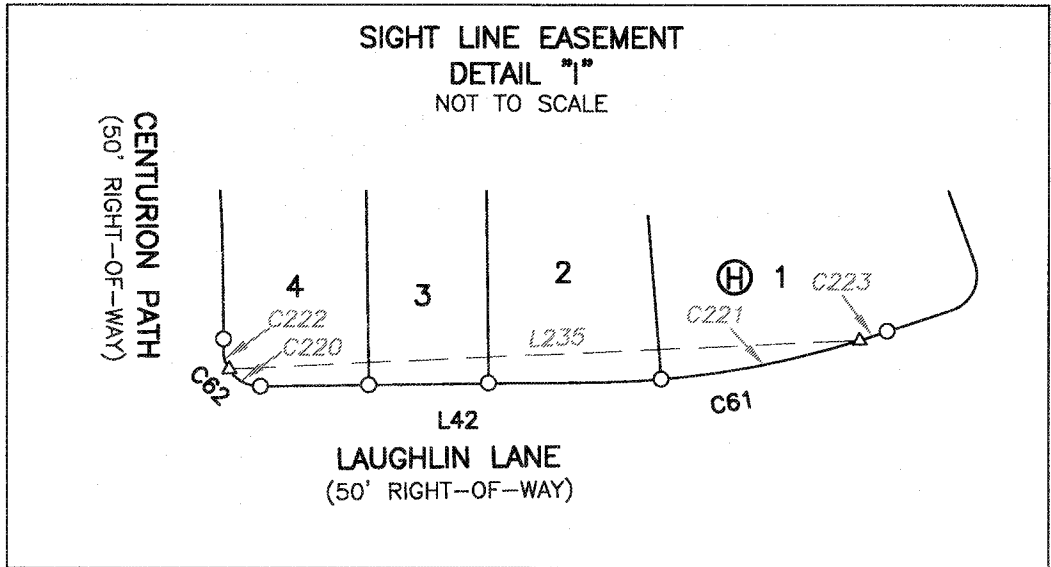 SIGHT LINE EASEMENT
DETAIL "I"
NOT TO SCALE
CENTURION PATH
(50' RIGHT-OF-WAY)
4
3
2
H 1
C222
C220
L235
C221
C223
C62
L42
C61
LAUGHLIN LANE
(50' RIGHT-OF-WAY)